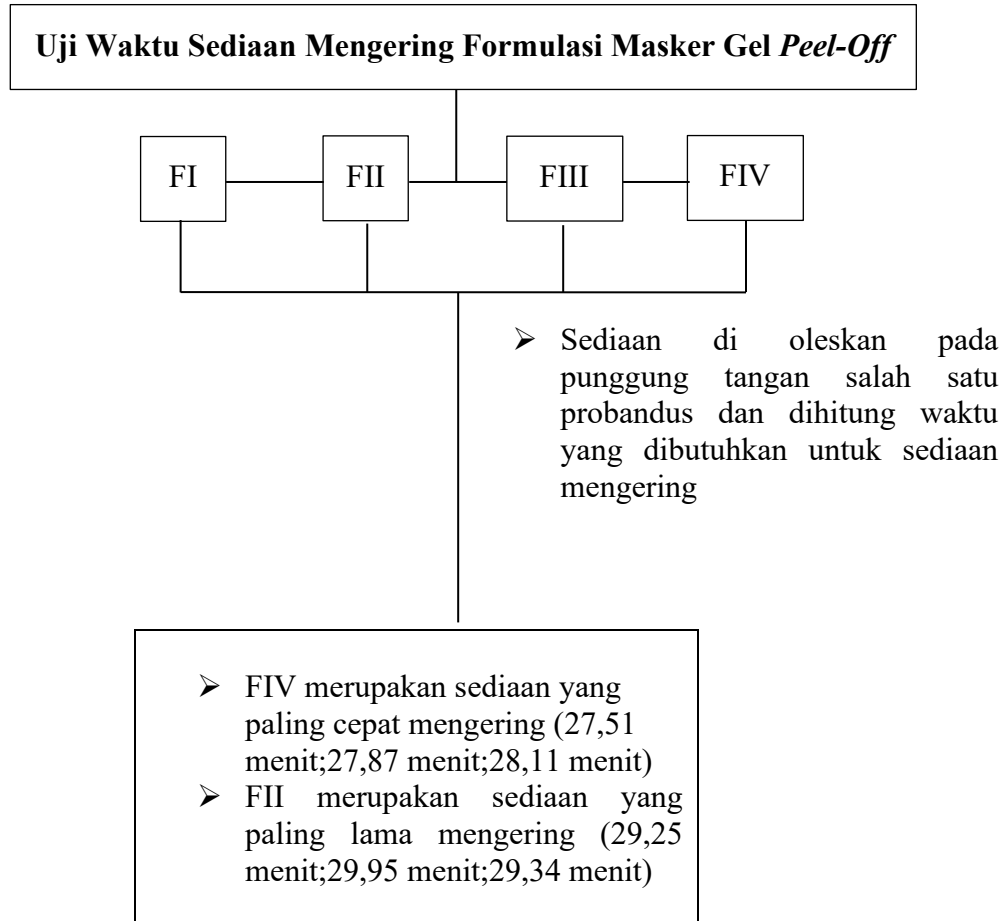 Uji Waktu Sediaan Mengering Formulasi Masker Gel Peel-Off
FI
FII
FIII
FIV
➢ Sediaan di oleskan pada
punggung tangan salah satu
probandus dan dihitung waktu
yang dibutuhkan untuk sediaan
mengering
➢ FIV merupakan sediaan yang
paling cepat mengering (27,51
menit;27,87 menit;28,11 menit)
➢ FII merupakan sediaan yang
paling lama mengering (29,25
menit;29,95 menit;29,34 menit)